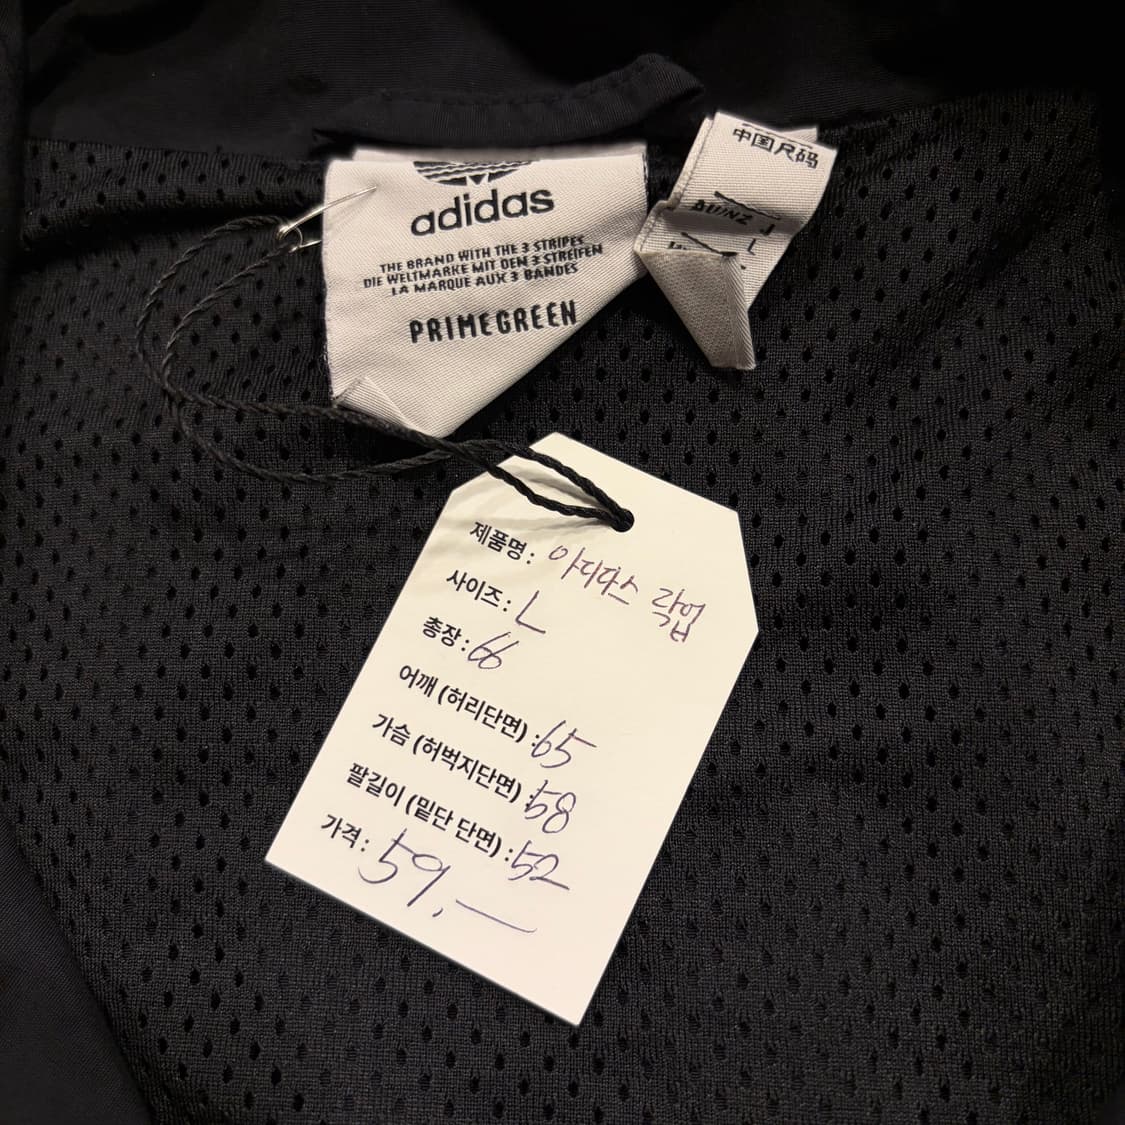 adidas
THE BRAND WITH THE 3 STRIPES
DIE WELTMARKE MIT DEN 3 STREIFEN
LA MARQUE AUX 3 BANDES
PRIMEGREEN
中国尺码
J
L
제품명 : 아디다스 락업
사이즈 : L
총장 : 66
어깨 (허리단면) : 65
가슴 (허벅지단면) : 58
팔길이 (밑단 단면) : 52
가격 : 59.—